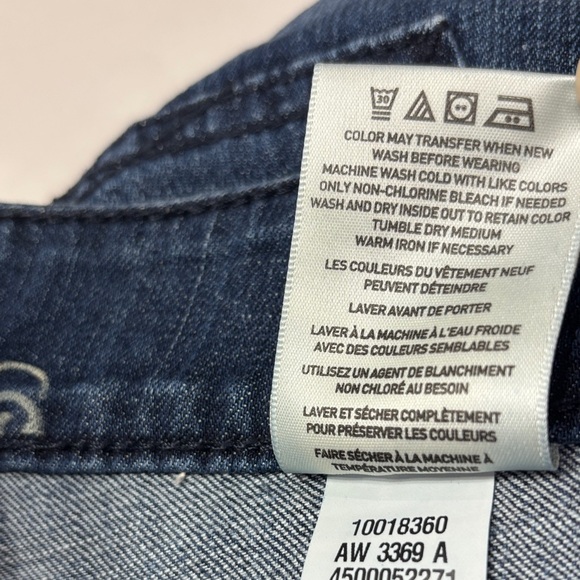 30
COLOR MAY TRANSFER WHEN NEW
WASH BEFORE WEARING
MACHINE WASH COLD WITH LIKE COLORS
ONLY NON-CHLORINE BLEACH IF NEEDED
WASH AND DRY INSIDE OUT TO RETAIN COLOR
TUMBLE DRY MEDIUM
WARM IRON IF NECESSARY
LES COULEURS DU VÊTEMENT NEUF
PEUVENT DÉTEINDRE
LAVER AVANT DE PORTER
LAVER À LA MACHINE À L'EAU FROIDE
AVEC DES COULEURS SEMBLABLES
UTILISEZ UN AGENT DE BLANCHIMENT
NON CHLORÉ AU BESOIN
LAVER ET SÉCHER COMPLÈTEMENT
POUR PRÉSERVER LES COULEURS
FAIRE SÉCHER À LA MACHINE À
TEMPÉRATURE MOYENNE
10018360
AW 3369 A
4500052271